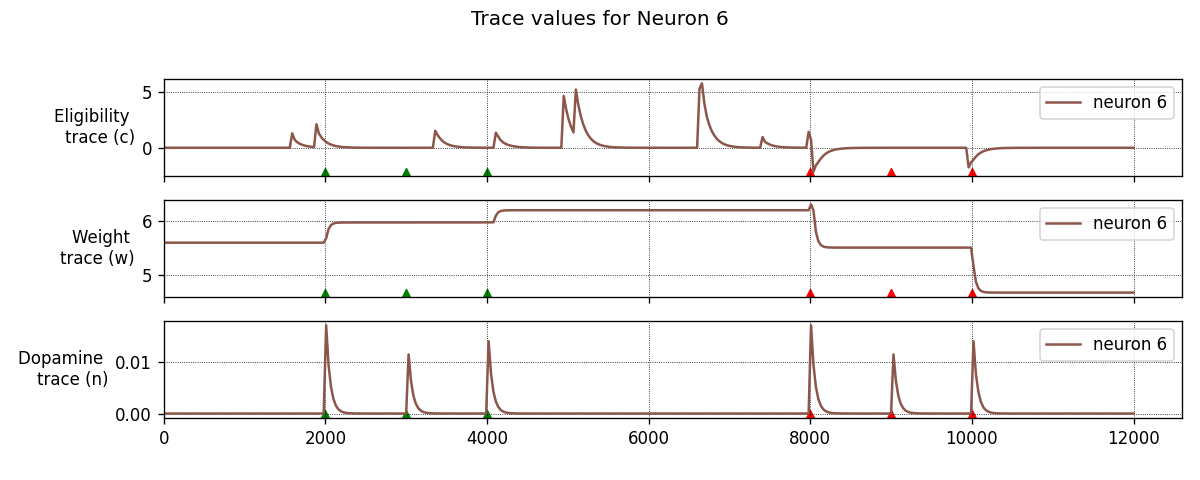 Trace values for Neuron 6
Eligibility
trace (c)
5
0
neuron 6
Weight
trace (w)
6
5
neuron 6
Dopamine
trace (n)
0.01
0.00
neuron 6
0 2000 4000 6000 8000 10000 12000